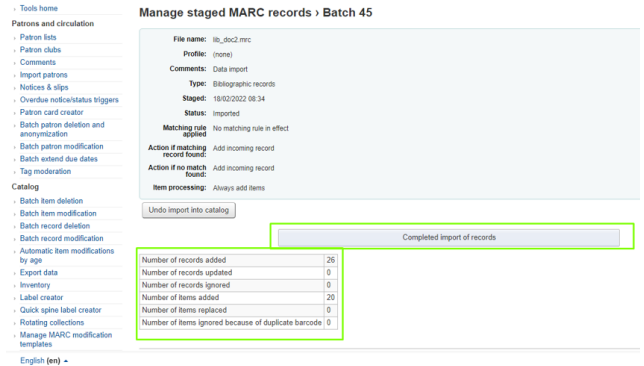 Tools home
Patrons and circulation
Patron lists
Patron clubs
Comments
Import patrons
Notices & slips
Overdue notice/status triggers
Patron card creator
Batch patron deletion and
anonymization
Batch patron modification
Batch extend due dates
Tag moderation
Catalog
Batch item deletion
Batch item modification
Batch record deletion
Batch record modification
Automatic item modifications
by age
Export data
Inventory
Label creator
Quick spine label creator
Rotating collections
Manage MARC modification
templates
English (en)
Manage staged MARC records › Batch 45
File name: lib_doc2.mrc
Profile: (none)
Comments: Data import
Type: Bibliographic records
Staged: 18/02/2022 08:34
Status: Imported
Matching rule
applied No matching rule in effect
Action if matching
record found: Add incoming record
Action if no match
found: Add incoming record
Item processing: Always add items
Undo import into catalog
Completed import of records
Number of records added 26
Number of records updated 0
Number of records ignored 0
Number of items added 20
Number of items replaced 0
Number of items ignored because of duplicate barcode 0